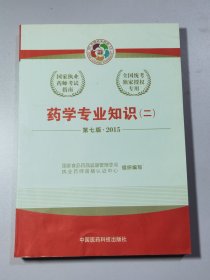 国家执业
药师考试
指南
全国统考
独家授权
专用
药学专业知识（二）
第七版·2015
国家食品药品监督管理总局
执业药师资格认证中心
组织编写
中国医药科技出版社